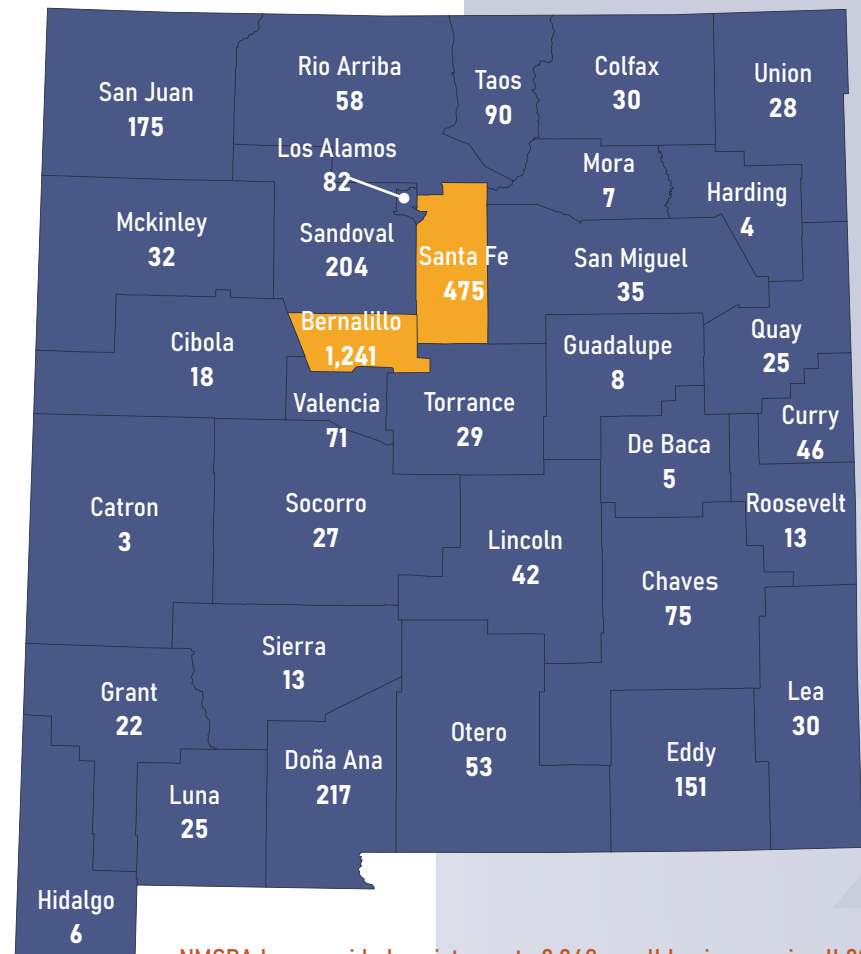 San Juan
175
Rio Arriba
58
Taos
90
Colfax
30
Union
28
Los Alamos
82
Mora
7
Harding
4
Mckinley
32
Sandoval
204
Santa Fe
475
San Miguel
35
Bernalillo
1,241
Cibola
18
Guadalupe
8
Quay
25
Valencia
71
Torrance
29
Curry
46
De Baca
5
Catron
3
Socorro
27
Roosevelt
13
Lincoln
42
Chaves
75
Sierra
13
Grant
22
Lea
30
Otero
53
Eddy
151
Doña Ana
217
Luna
25
Hidalgo
6